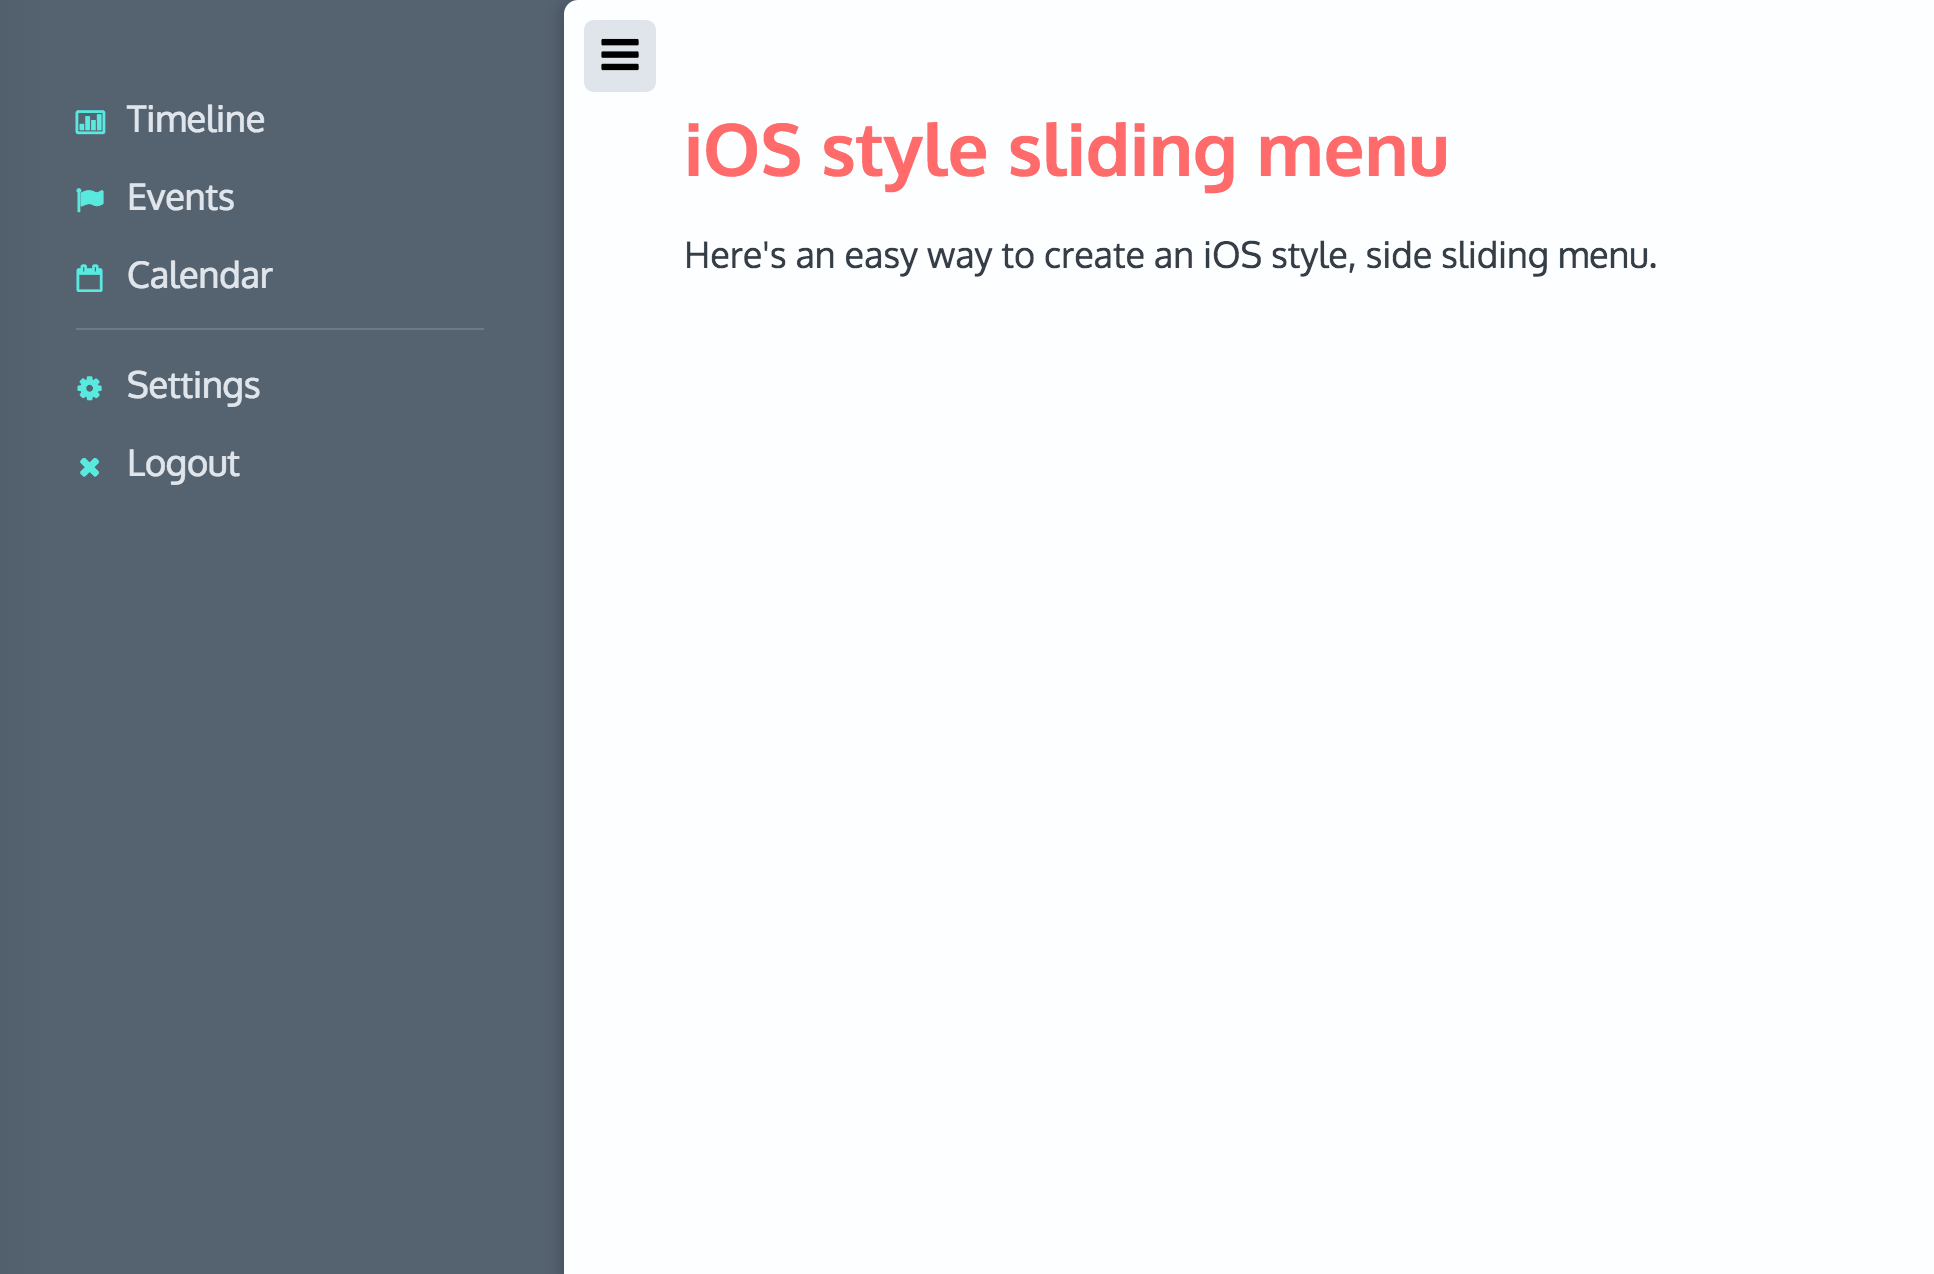 Timeline
Events
Calendar
Settings
Logout
iOS style sliding menu
Here's an easy way to create an iOS style, side sliding menu.